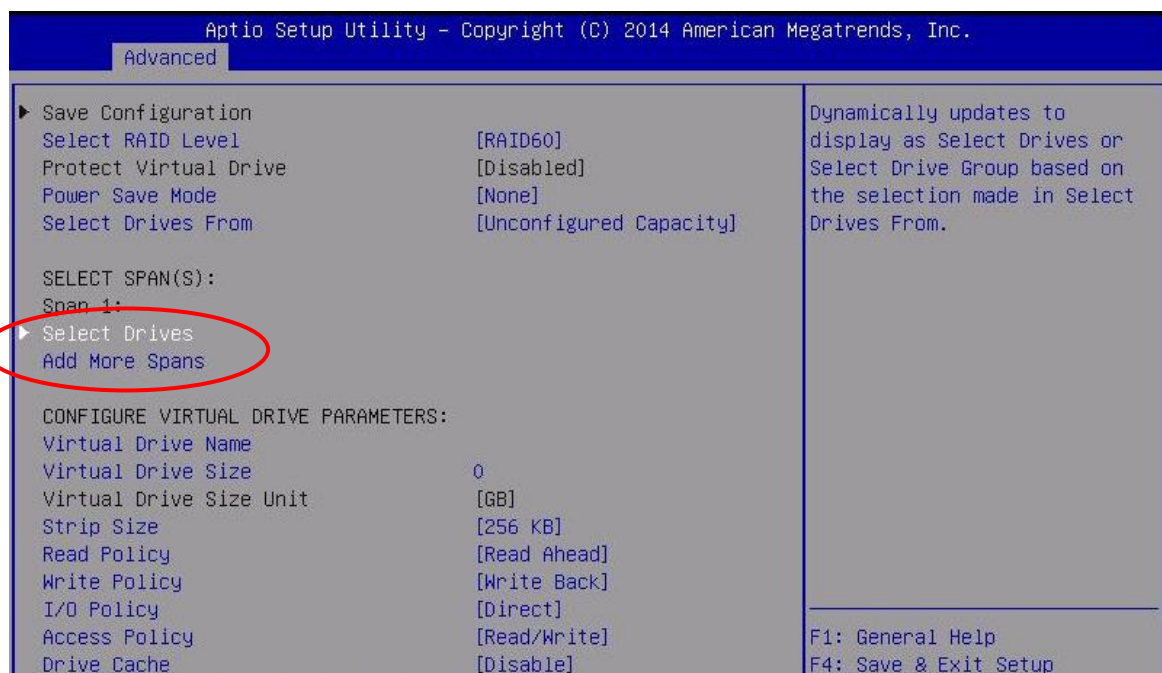 Aptio Setup Utility – Copyright (C) 2014 American Megatrends, Inc.
Advanced
Save Configuration
Select RAID Level [RAID60]
Protect Virtual Drive [Disabled]
Power Save Mode [None]
Select Drives From [Unconfigured Capacity]
SELECT SPAN(S):
Span 1:
Select Drives
Add More Spans
CONFIGURE VIRTUAL DRIVE PARAMETERS:
Virtual Drive Name
Virtual Drive Size 0
Virtual Drive Size Unit [GB]
Strip Size [256 KB]
Read Policy [Read Ahead]
Write Policy [Write Back]
I/O Policy [Direct]
Access Policy [Read/Write]
Drive Cache [Disable]
Dynamically updates to
display as Select Drives or
Select Drive Group based on
the selection made in Select
Drives From.
F1: General Help
F4: Save & Exit Setup